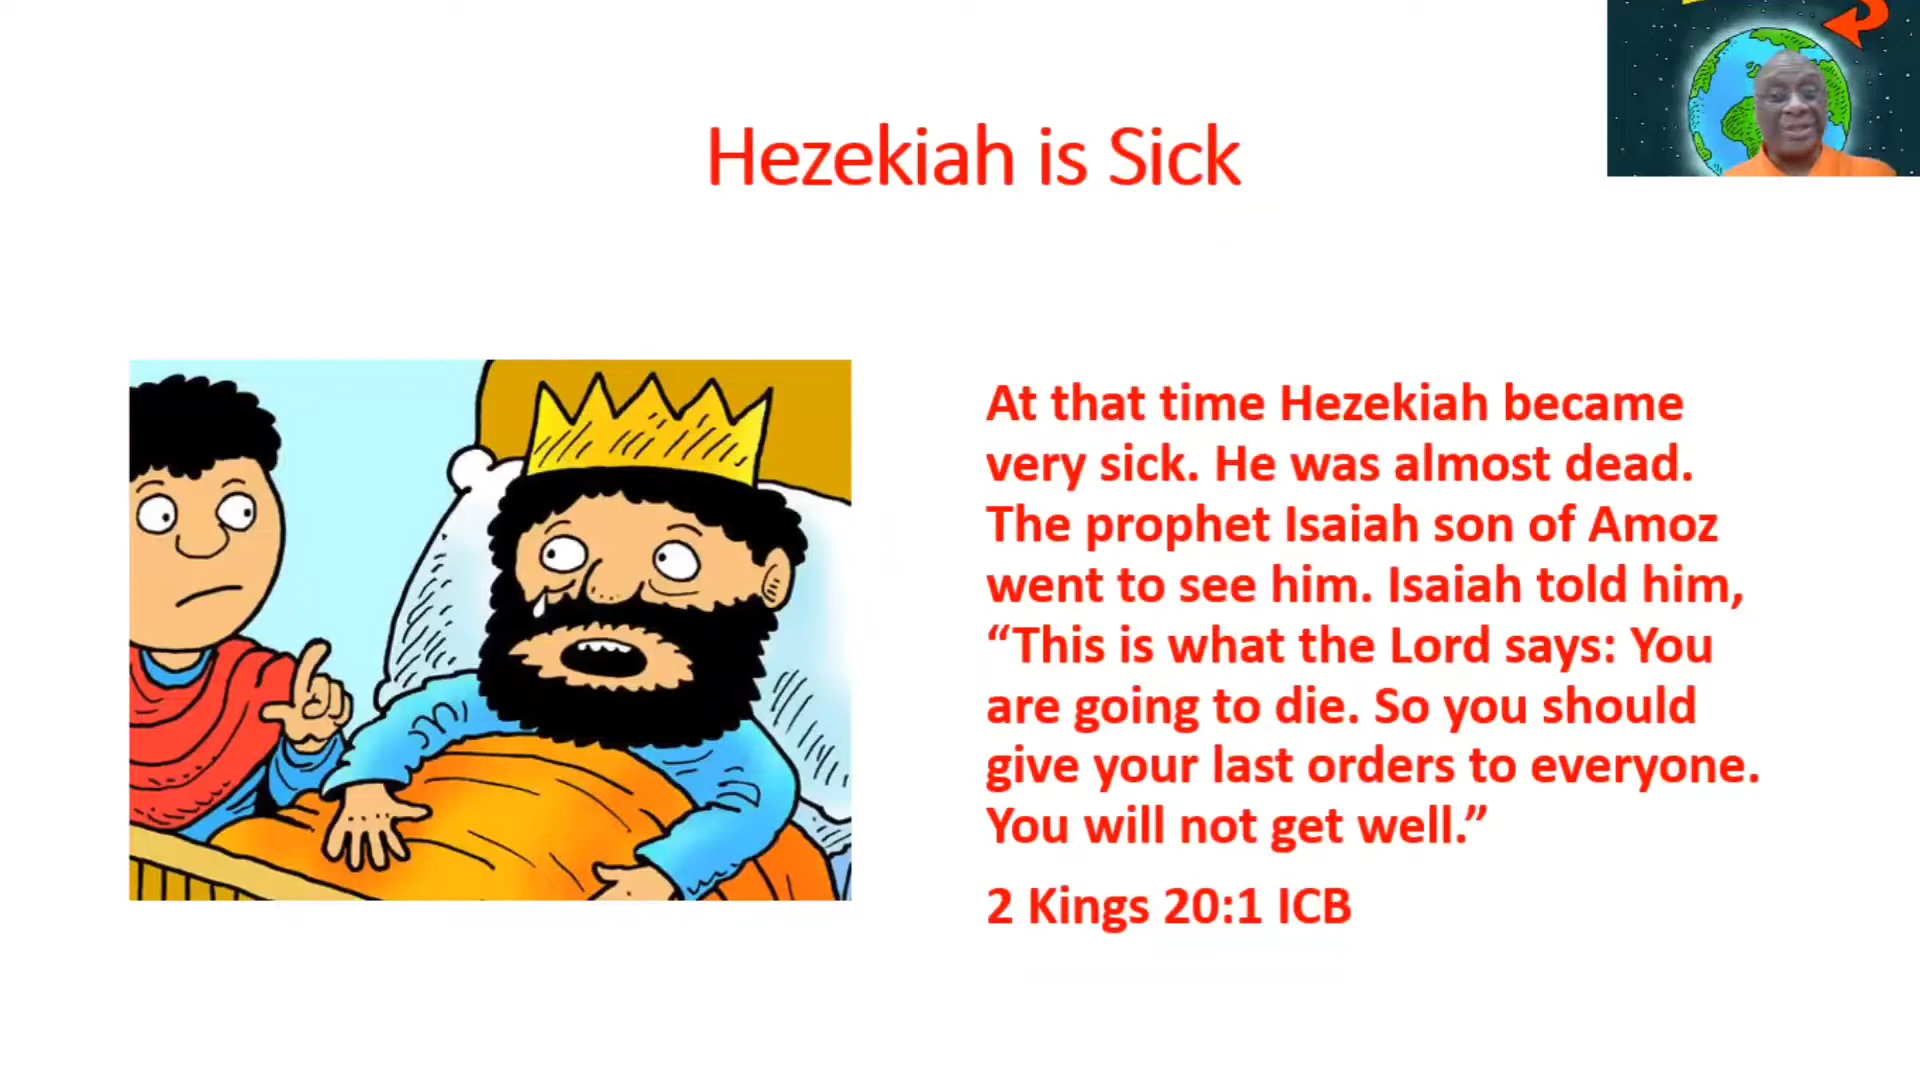 Hezekiah is Sick
At that time Hezekiah became
very sick. He was almost dead.
The prophet Isaiah son of Amoz
went to see him. Isaiah told him,
“This is what the Lord says: You
are going to die. So you should
give your last orders to everyone.
You will not get well.”
2 Kings 20:1 ICB